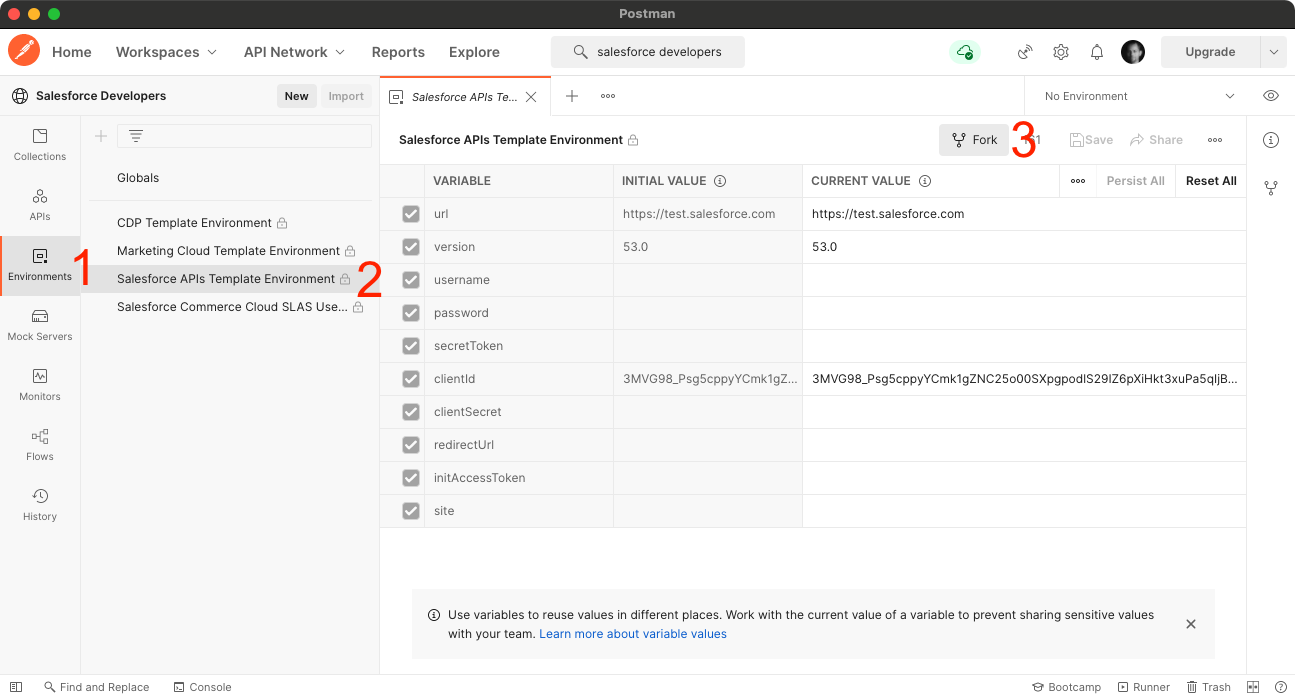 Postman
Home
Workspaces
API Network
Reports
Explore
salesforce developers
Upgrade
Salesforce Developers
New
Import
Salesforce APIs Te...
No Environment
Collections
APIs
Environments
Mock Servers
Monitors
Flows
History
1
Globals
CDP Template Environment
Marketing Cloud Template Environment
Salesforce APIs Template Environment
2
Salesforce Commerce Cloud SLAS Use...
Salesforce APIs Template Environment
Fork
3
Save
Share
VARIABLE INITIAL VALUE CURRENT VALUE Persist All Reset All
url https://test.salesforce.com https://test.salesforce.com
version 53.0 53.0
username
password
secretToken
clientId 3MVG98_Psg5cppyYCmk1gZ... 3MVG98_Psg5cppyYCmk1gZNC25o00SXpgpodlS29lZ6pXiHkt3xuPa5qljB...
clientSecret
redirectUrl
initAccessToken
site
Use variables to reuse values in different places. Work with the current value of a variable to prevent sharing sensitive values
with your team. Learn more about variable values
Find and Replace
Console
Bootcamp
Runner
Trash